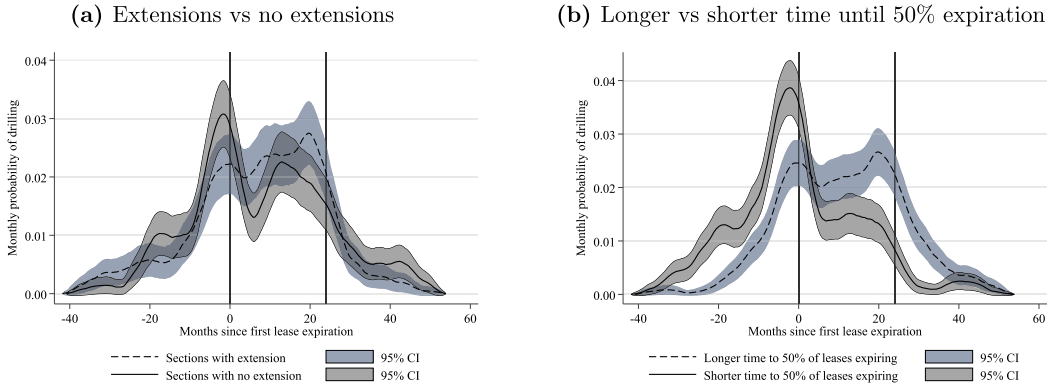 (a) Extensions vs no extensions
Monthly probability of drilling
0.04
0.03
0.02
0.01
0.00
-40 -20 0 20 40 60
Months since first lease expiration
Sections with extension 95% CI
Sections with no extension 95% CI
(b) Longer vs shorter time until 50% expiration
Monthly probability of drilling
0.04
0.03
0.02
0.01
0.00
-40 -20 0 20 40 60
Months since first lease expiration
Longer time to 50% of leases expiring 95% CI
Shorter time to 50% of leases expiring 95% CI